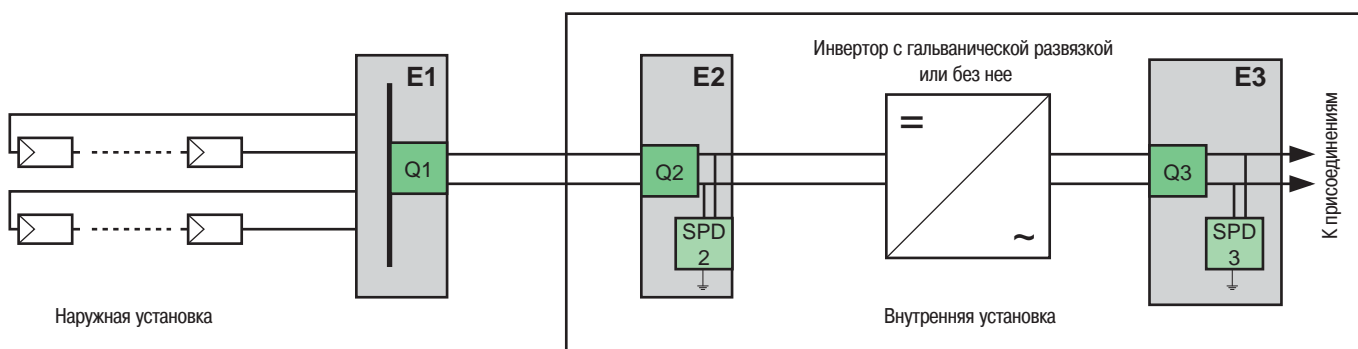 Инвертор с гальванической развязкой
или без нее
E1
E2
E3
Q1
Q2
Q3
=
~
SPD
2
SPD
3
К присоединениям
Наружная установка
Внутренняя установка